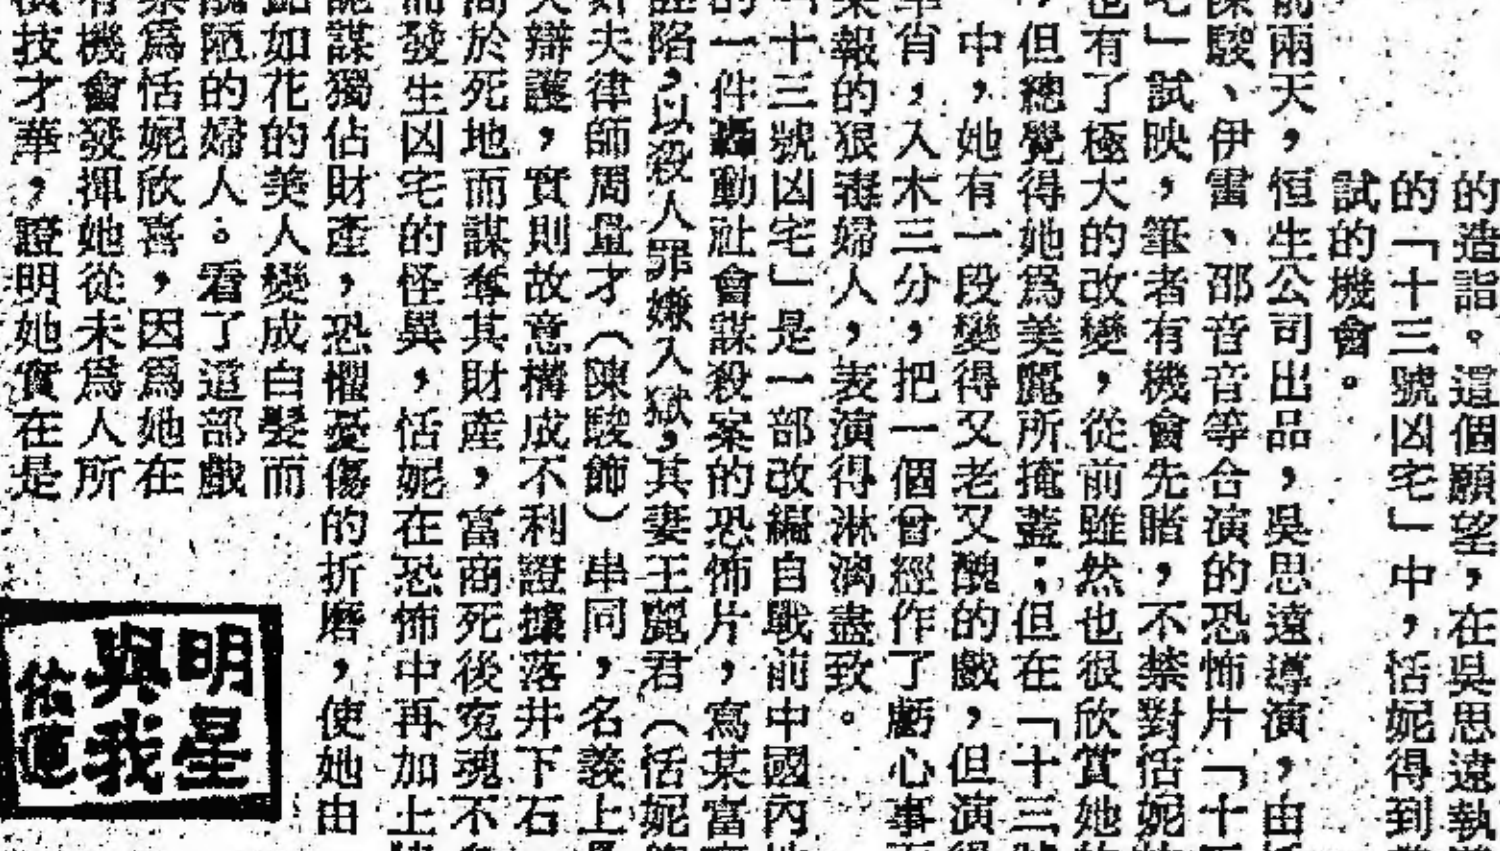 的造詣。這個願望，在吳思遠執
的「十三號凶宅」中，恬妮得到
試的機會。
前兩天，恒生公司出品，吳思遠導演，由
陳駿、伊雷、邵音音等合演的恐怖片「十
宅」試映，筆者有機會先睹，不禁對恬妮
也有了極大的改變，從前雖然也很欣賞她
，但總覺得她爲美麗所掩蓋；但在「十三
中，她有一段變得又老又醜的戲，但演
肖，入木三分，把一個曾經作了虧心事
報的狠毒婦人，表演得淋漓盡致。
「十三號凶宅」是一部改編自戰前中國內
的一件轟動社會謀殺案的恐怖片，寫某富
誣陷，以殺人罪嫌入獄，其妻王麗君（恬妮
奸夫律師周量才（陳駿飾）串同，名義上
辯護，實則故意構成不利證據落井下石
商於死地而謀奪其財產，富商死後寃魂不
而發生凶宅的怪異，恬妮在恐怖中再加上
謀獨佔財產，恐懼憂傷的折磨，使她由
如花的美人變成白髮而
醜陋的婦人。看了這部戲
爲恬妮欣喜，因爲她在
有機會發揮她從未爲人所
技才華，證明她實在是
明星
與我
依達